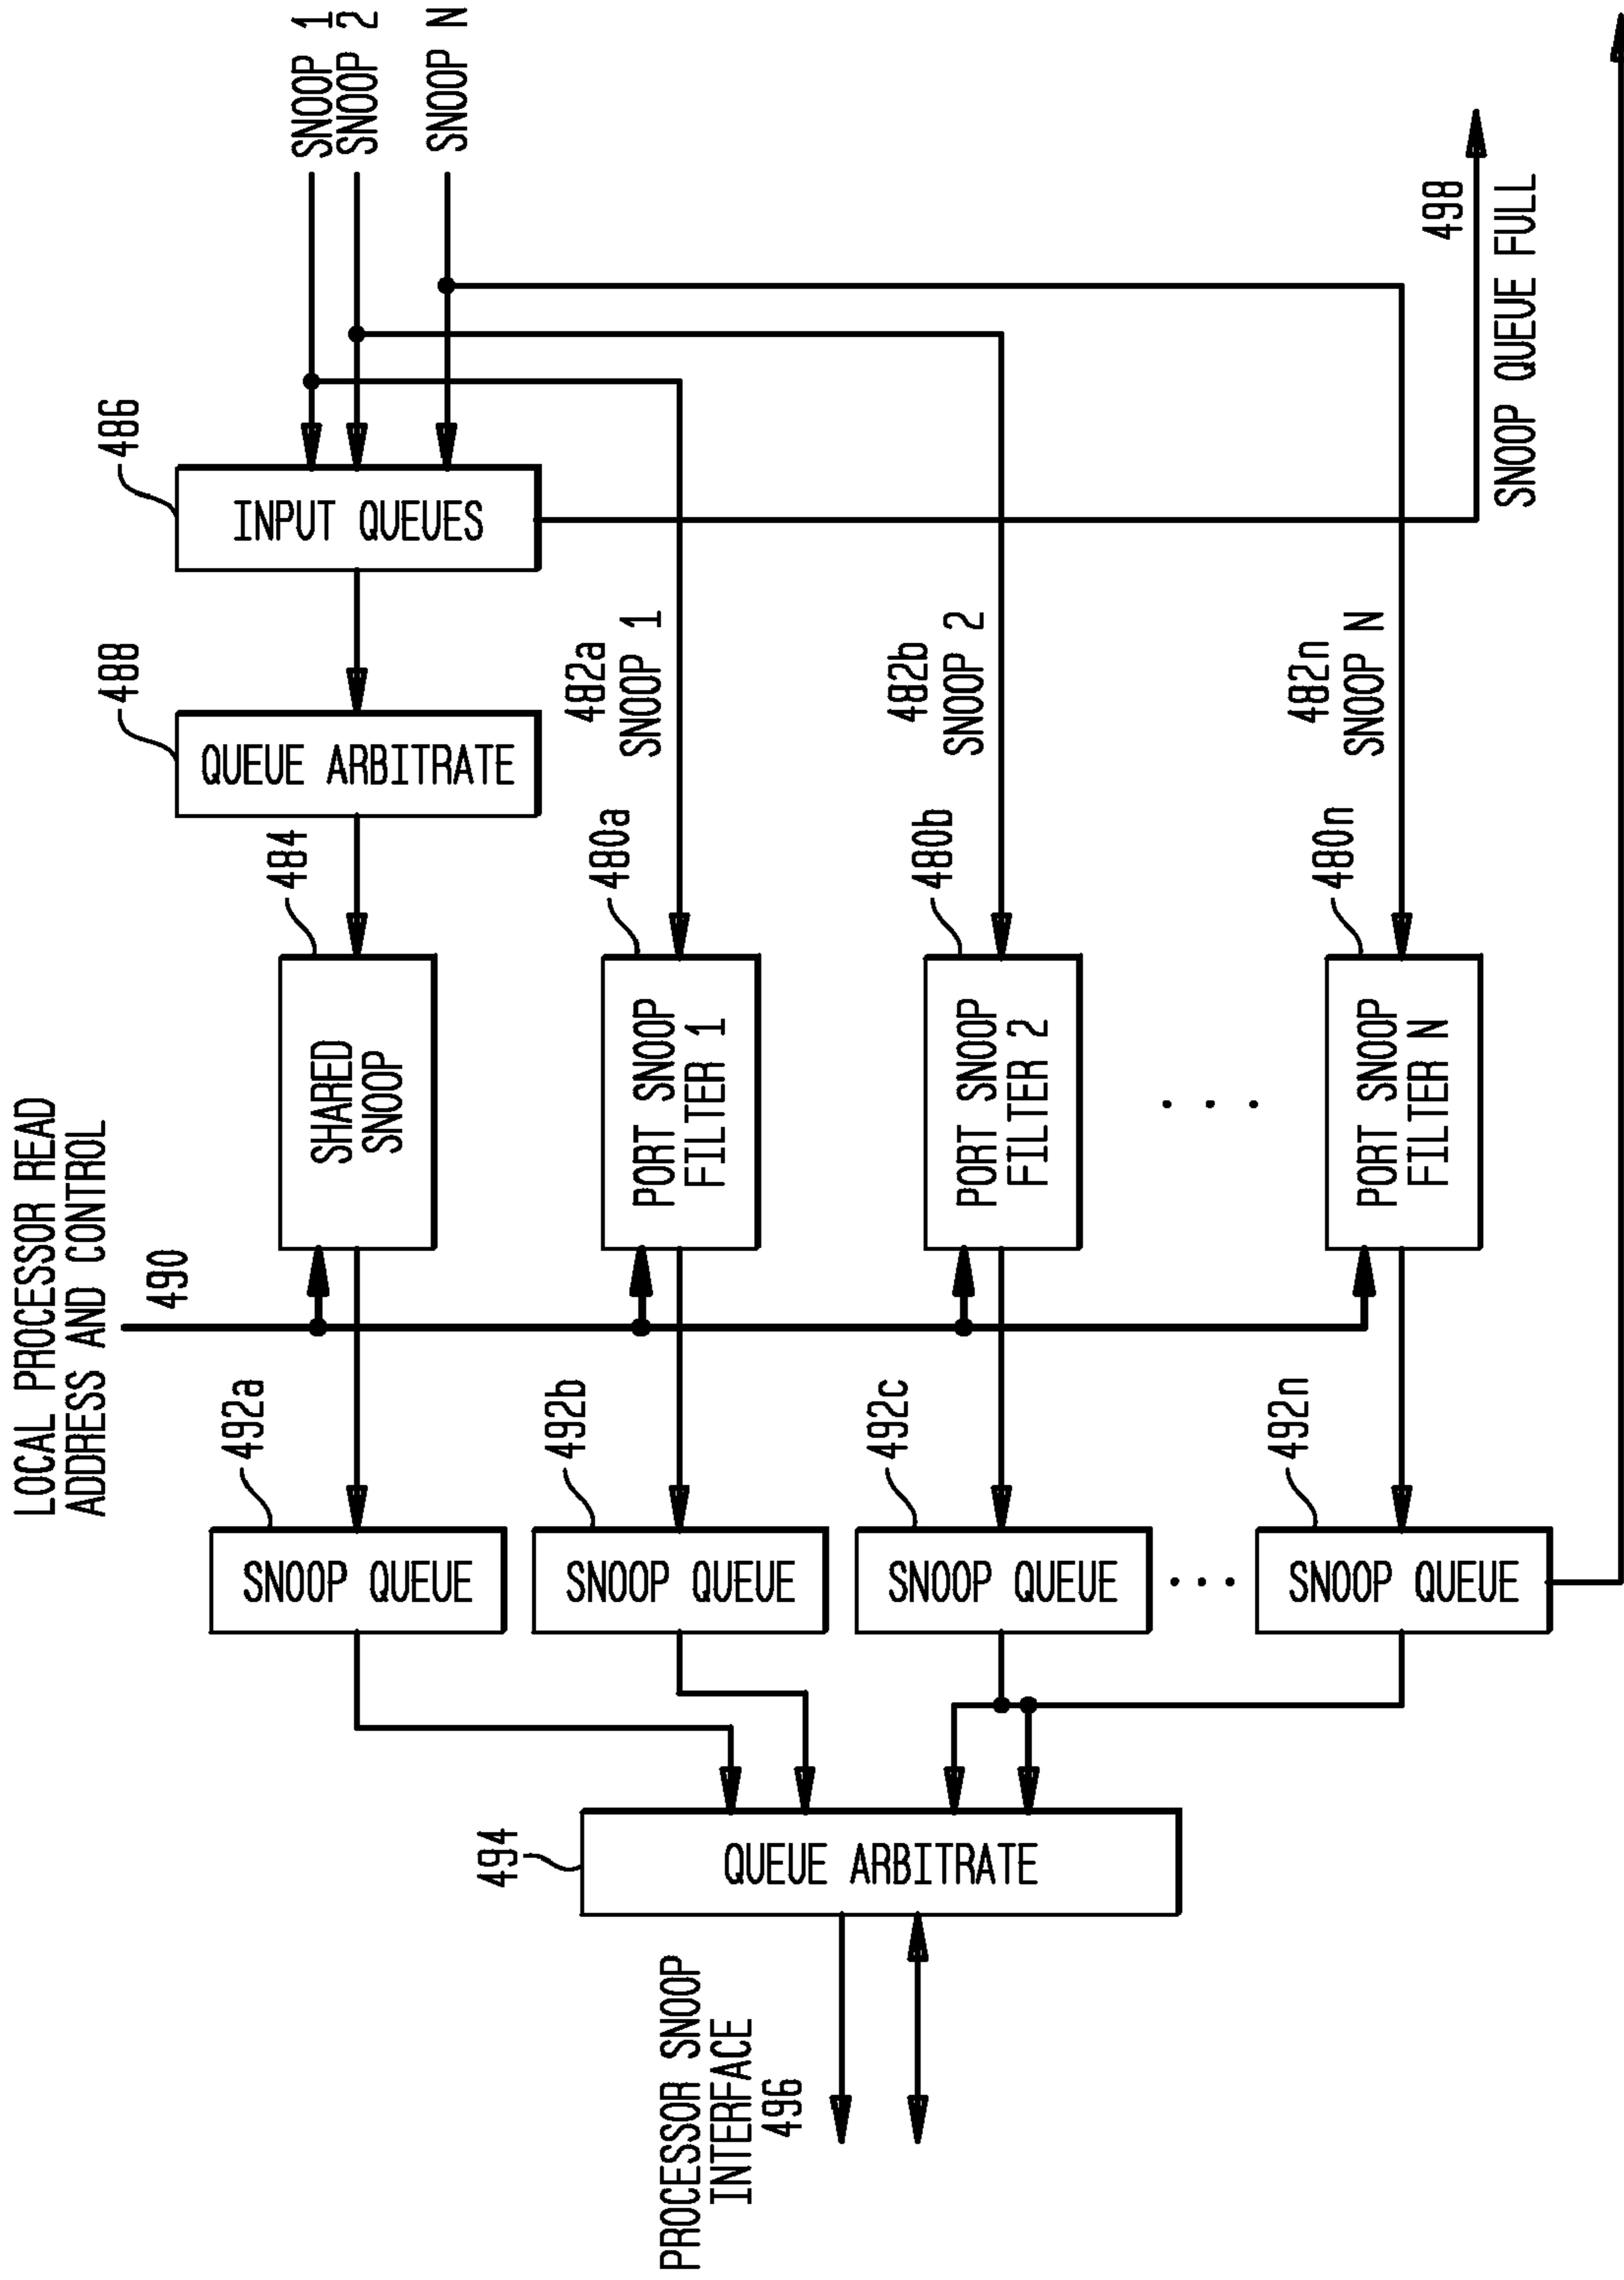 LOCAL PROCESSOR READ
ADDRESS AND CONTROL
490
492a
SNOOP QUEUE
484
SHARED
SNOOP
488
QUEUE ARBITRATE
486
INPUT QUEUES
SNOOP 1
SNOOP 2
SNOOP N
492b
SNOOP QUEUE
480a
PORT SNOOP
FILTER 1
482a
SNOOP 1
494
QUEUE ARBITRATE
PROCESSOR SNOOP
INTERFACE
496
492c
SNOOP QUEUE
480b
PORT SNOOP
FILTER 2
482b
SNOOP 2
. . .
. . .
492n
SNOOP QUEUE
480n
PORT SNOOP
FILTER N
482n
SNOOP N
498
SNOOP QUEUE FULL